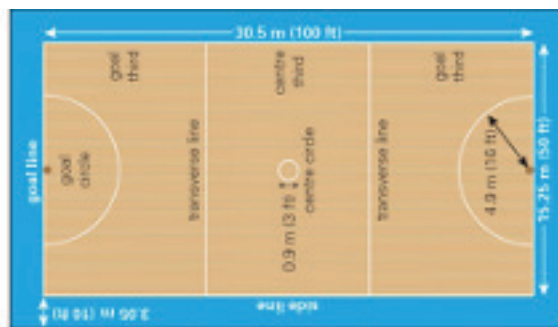 30.5 m (100 ft)
goal
third
centre
third
goal
third
goal line
goal
circle
transverse line
0.9 m (3 ft)
centre circle
transverse line
4.9 m (16 ft)
15.25 m (50 ft)
side line
3.05 m (10 ft)